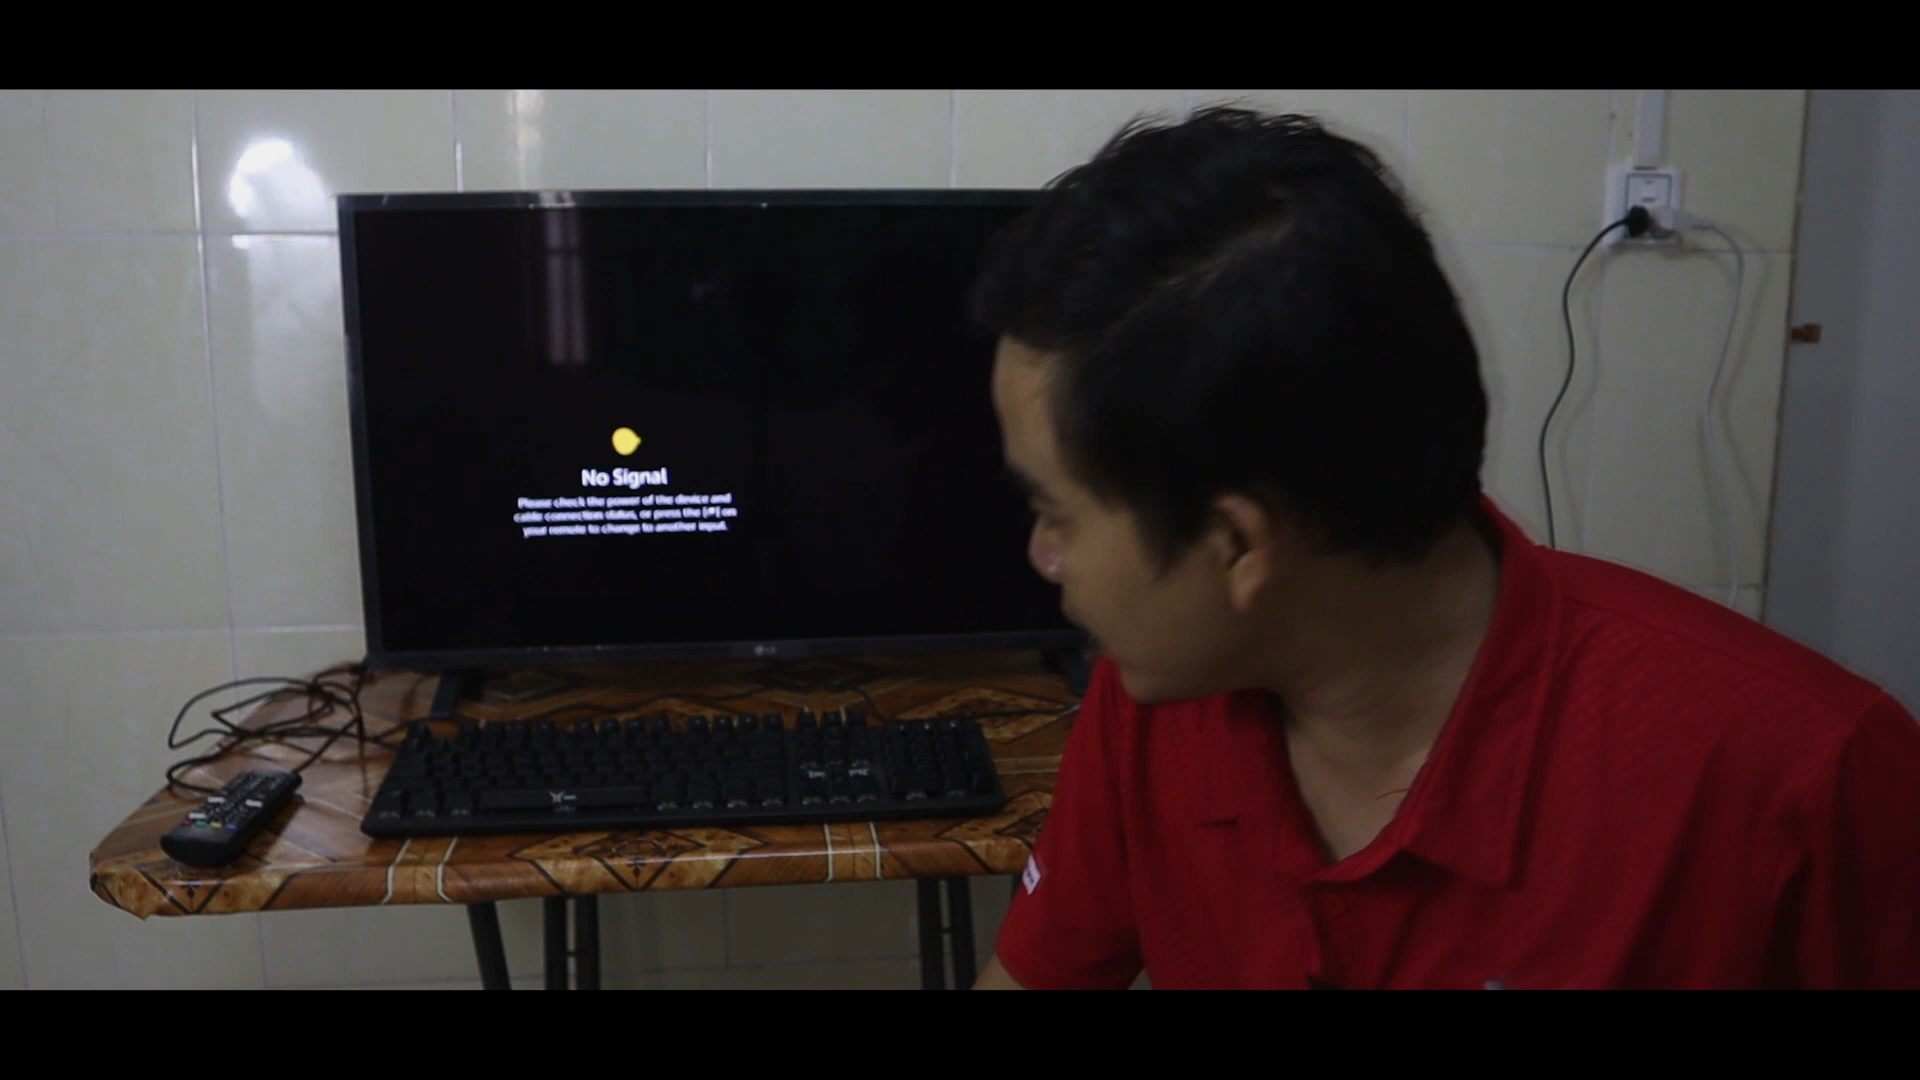 No Signal
Please check the power of the device and
cable connection status, or press the [ ] on
your remote to change to another input.
LG